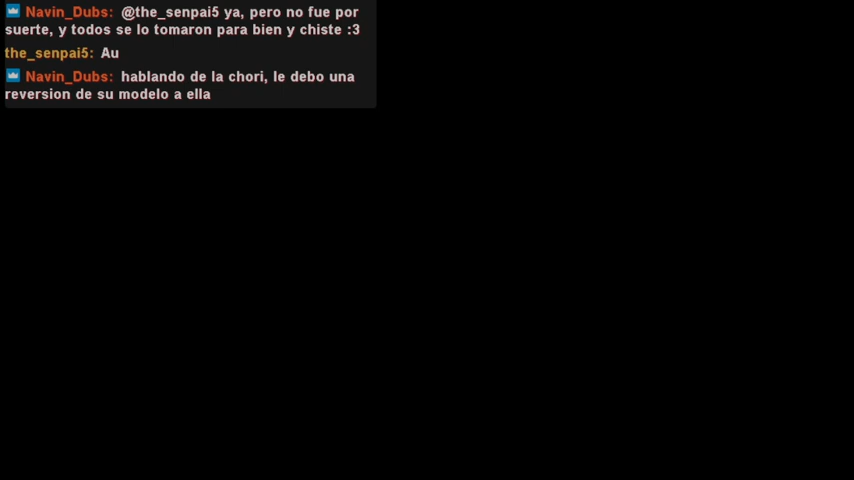 Navin_Dubs: @the_senpai5 ya, pero no fue por
suerte, y todos se lo tomaron para bien y chiste :3
the_senpai5: Au
Navin_Dubs: hablando de la chori, le debo una
reversion de su modelo a ella